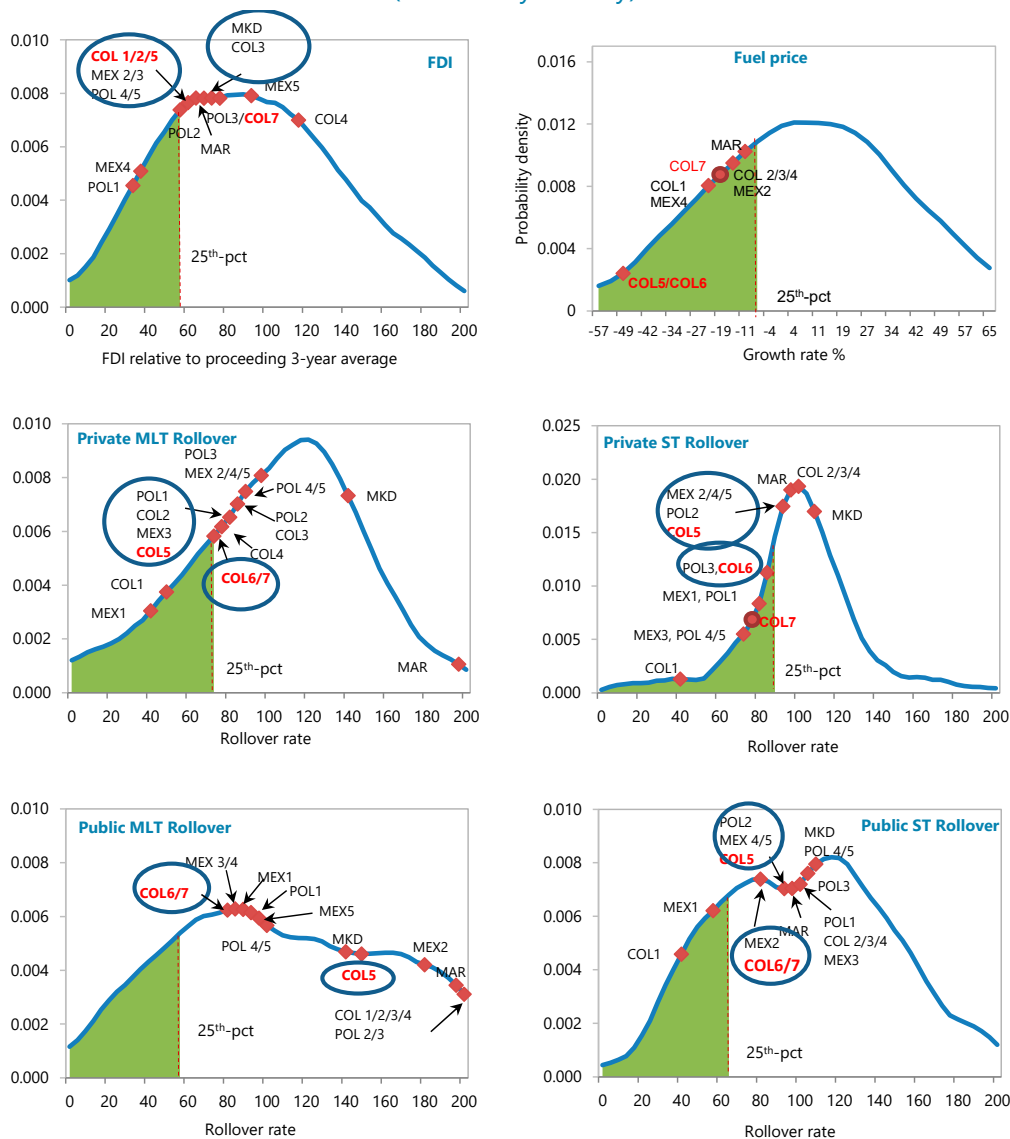 FDI
0.010
0.008
0.006
0.004
0.002
0.000
COL 1/2/5
MEX 2/3
POL 4/5
MKD
COL3
MEX5
COL4
POL2
POL3/COL7
MAR
MEX4
POL1
25th-pct
0 20 40 60 80 100 120 140 160 180 200
FDI relative to proceeding 3-year average
Fuel price
Probability density
0.016
0.012
0.008
0.004
0
MAR
COL7
COL 2/3/4
MEX2
COL1
MEX4
COL5/COL6
25th-pct
-57 -49 -42 -34 -27 -19 -11 -4 4 11 19 27 34 42 49 57 65
Growth rate %
Private MLT Rollover
0.010
0.008
0.006
0.004
0.002
0.000
POL3
MEX 2/4/5
POL 4/5
MKD
POL1
COL2
MEX3
COL5
POL2
COL3
COL4
COL6/7
COL1
MEX1
MAR
25th-pct
0 20 40 60 80 100 120 140 160 180 200
Rollover rate
Private ST Rollover
0.025
0.020
0.015
0.010
0.005
0.000
MAR
COL 2/3/4
MEX 2/4/5
POL2
COL5
MKD
POL3,COL6
MEX1, POL1
COL7
MEX3, POL 4/5
COL1
25th-pct
0 20 40 60 80 100 120 140 160 180 200
Rollover rate
Public MLT Rollover
0.010
0.008
0.006
0.004
0.002
0.000
MEX 3/4
COL6/7
MEX1
POL1
MEX5
POL 4/5
MKD
MEX2
COL5
MAR
COL 1/2/3/4
POL 2/3
25th-pct
0 20 40 60 80 100 120 140 160 180 200
Rollover rate
Public ST Rollover
0.010
0.008
0.006
0.004
0.002
0.000
POL2
MEX 4/5
COL5
MKD
POL 4/5
POL3
MEX1
POL1
COL 2/3/4
MEX3
MAR
MEX2
COL6/7
COL1
25th-pct
0 20 40 60 80 100 120 140 160 180 200
Rollover rate